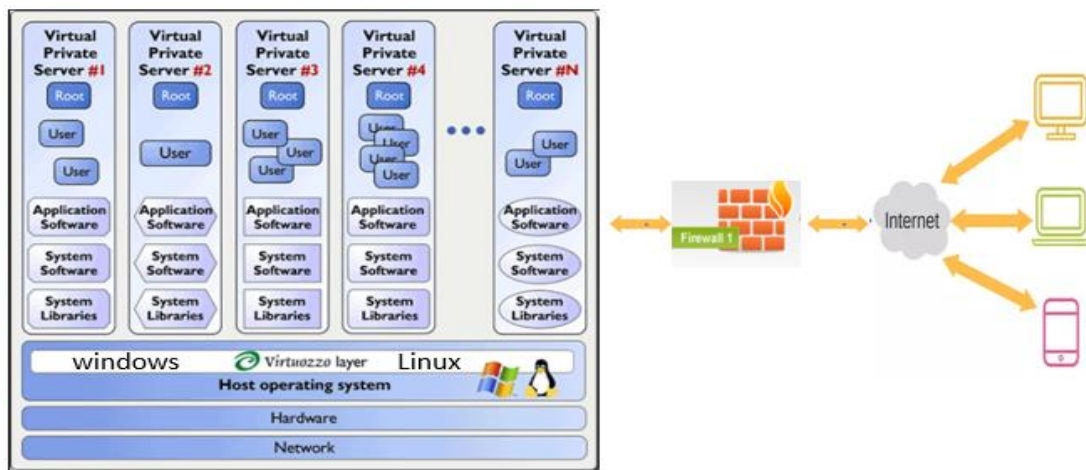 Virtual
Private
Server #1
Root
User
User
Application
Software
System
Software
System
Libraries
Virtual
Private
Server #2
Root
User
Application
Software
System
Software
System
Libraries
Virtual
Private
Server #3
Root
User
User
User
Application
Software
System
Software
System
Libraries
Virtual
Private
Server #4
Root
User
User
User
User
Application
Software
System
Software
System
Libraries
Virtual
Private
Server #N
Root
User
User
Application
Software
System
Software
System
Libraries
windows Virtuozzo layer Linux
Host operating system
Hardware
Network
Firewall 1
Internet